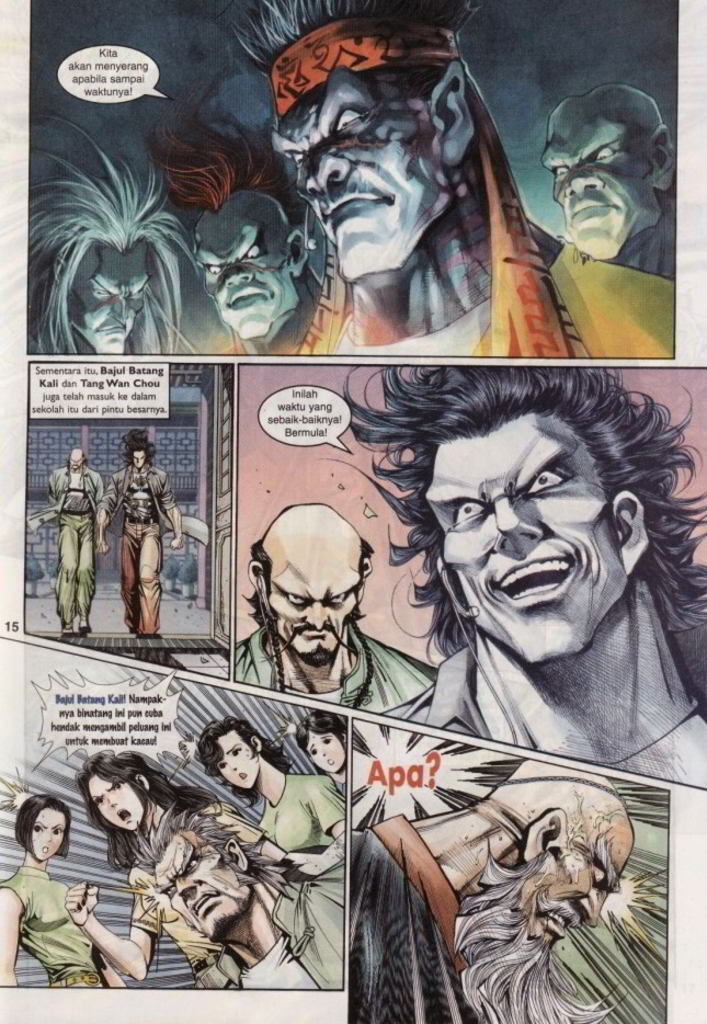 Kita
akan menyerang
apabila sampai
waktunya!
Sementara itu, Bajul Batang
Kali dan Tang Wan Chou
juga telah masuk ke dalam
sekolah itu dari pintu besarnya.
Inilah
waktu yang
sebaik-baiknya!
Bermula!
15
Bajul Batang Kali! Nampak-
nya binatang ini pun cuba
hendak mengambil peluang ini
untuk membuat kacau!
Apa?